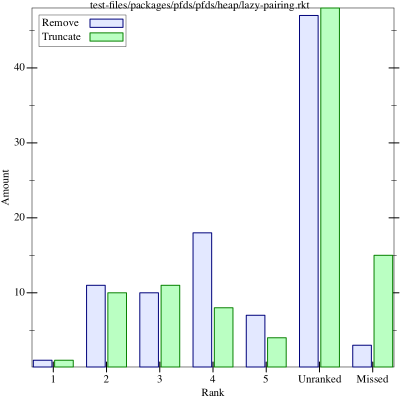 test-files/packages/pfds/pfds/heap/lazy-pairing.rkt
Remove
Truncate
40
30
20
10
Amount
1 2 3 4 5 Unranked Missed
Rank